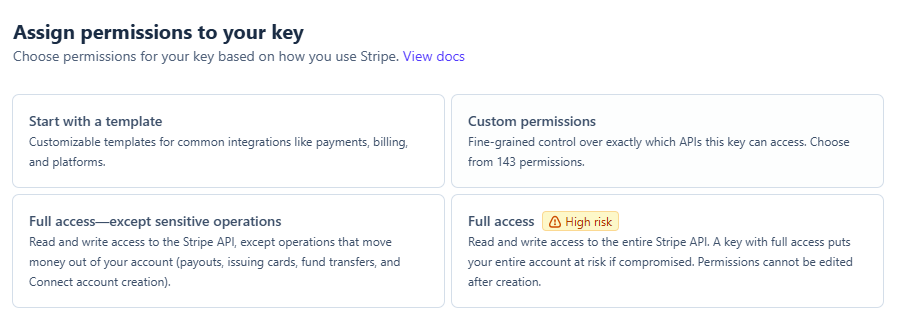 Assign permissions to your key
Choose permissions for your key based on how you use Stripe. View docs
Start with a template
Customizable templates for common integrations like payments, billing,
and platforms.
Custom permissions
Fine-grained control over exactly which APIs this key can access. Choose
from 143 permissions.
Full access—except sensitive operations
Read and write access to the Stripe API, except operations that move
money out of your account (payouts, issuing cards, fund transfers, and
Connect account creation).
Full access High risk
Read and write access to the entire Stripe API. A key with full access puts
your entire account at risk if compromised. Permissions cannot be edited
after creation.